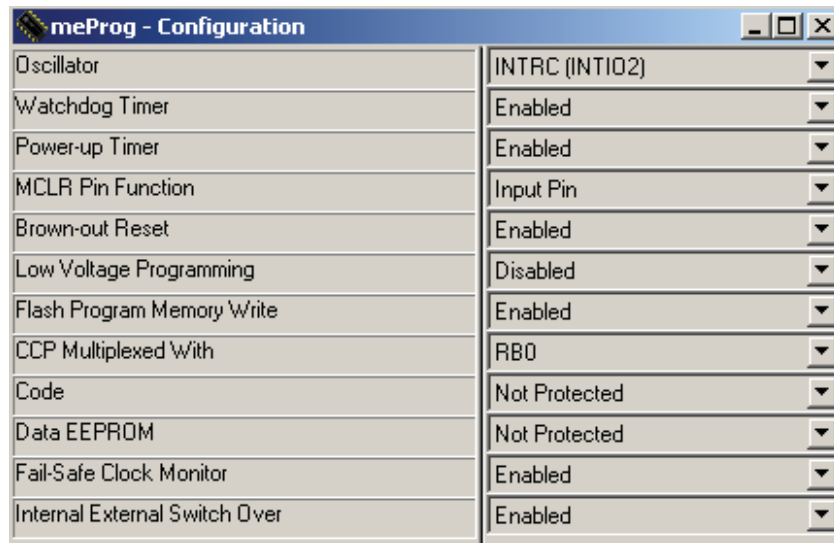 meProg - Configuration
Oscillator INTRC (INTIO2)
Watchdog Timer Enabled
Power-up Timer Enabled
MCLR Pin Function Input Pin
Brown-out Reset Enabled
Low Voltage Programming Disabled
Flash Program Memory Write Enabled
CCP Multiplexed With RB0
Code Not Protected
Data EEPROM Not Protected
Fail-Safe Clock Monitor Enabled
Internal External Switch Over Enabled